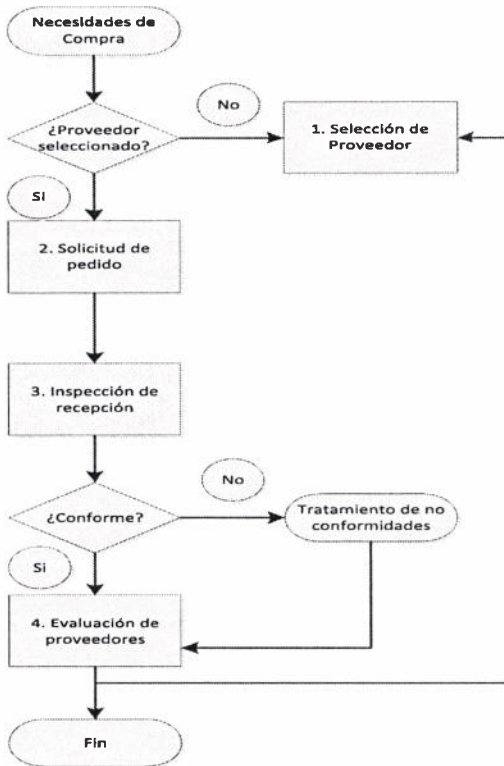 Necesidades de
Compra
No
¿Proveedor
seleccionado?
1. Selección de
Proveedor
Si
2. Solicitud de
pedido
3. Inspección de
recepción
No
¿Conforme?
Tratamiento de no
conformidades
Si
4. Evaluación de
proveedores
Fin